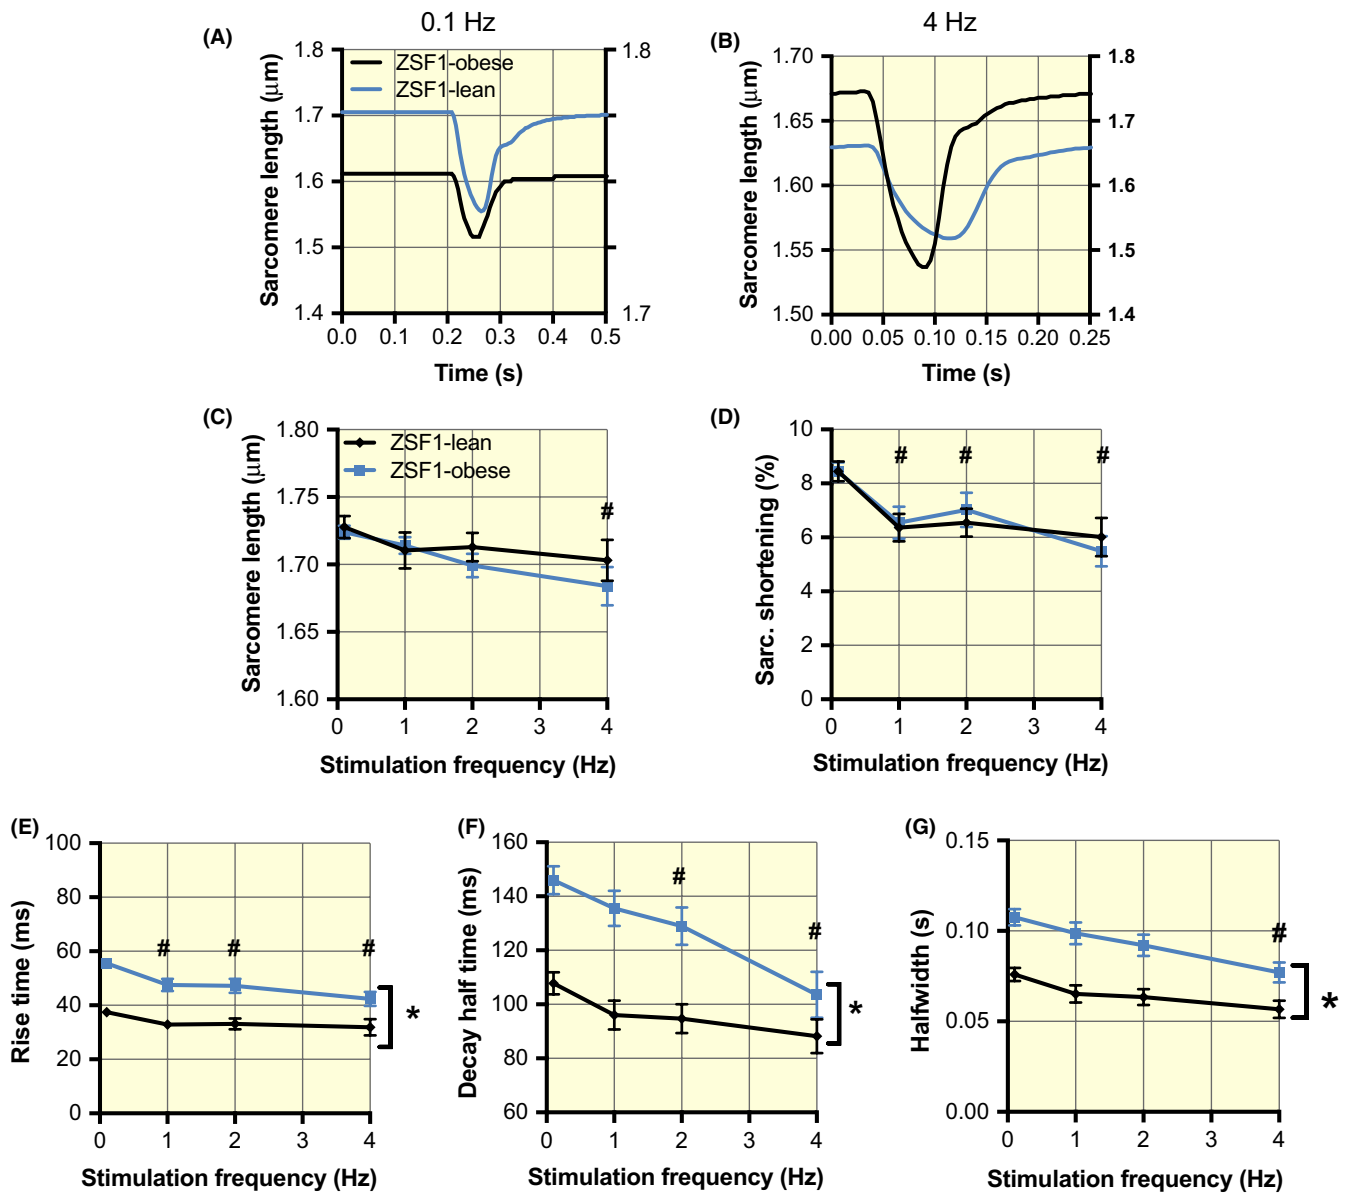 0.1 Hz
4 Hz
(A)
Sarcomere length (µm)
1.8
1.7
1.6
1.5
1.4
1.8
1.7
ZSF1-obese
ZSF1-lean
0.0 0.1 0.2 0.3 0.4 0.5
Time (s)
(B)
Sarcomere length (µm)
1.70
1.65
1.60
1.55
1.50
1.8
1.7
1.6
1.5
1.4
0.00 0.05 0.10 0.15 0.20 0.25
Time (s)
(C)
Sarcomere length (µm)
1.80
1.75
1.70
1.65
1.60
ZSF1-lean
ZSF1-obese
#
0 1 2 3 4
Stimulation frequency (Hz)
(D)
Sarc. shortening (%)
10
8
6
4
2
0
# # #
0 1 2 3 4
Stimulation frequency (Hz)
(E)
Rise time (ms)
100
80
60
40
20
0
# # #
*
0 1 2 3 4
Stimulation frequency (Hz)
(F)
Decay half time (ms)
160
140
120
100
80
60
# #
*
0 1 2 3 4
Stimulation frequency (Hz)
(G)
Halfwidth (s)
0.15
0.10
0.05
0.00
#
*
0 1 2 3 4
Stimulation frequency (Hz)